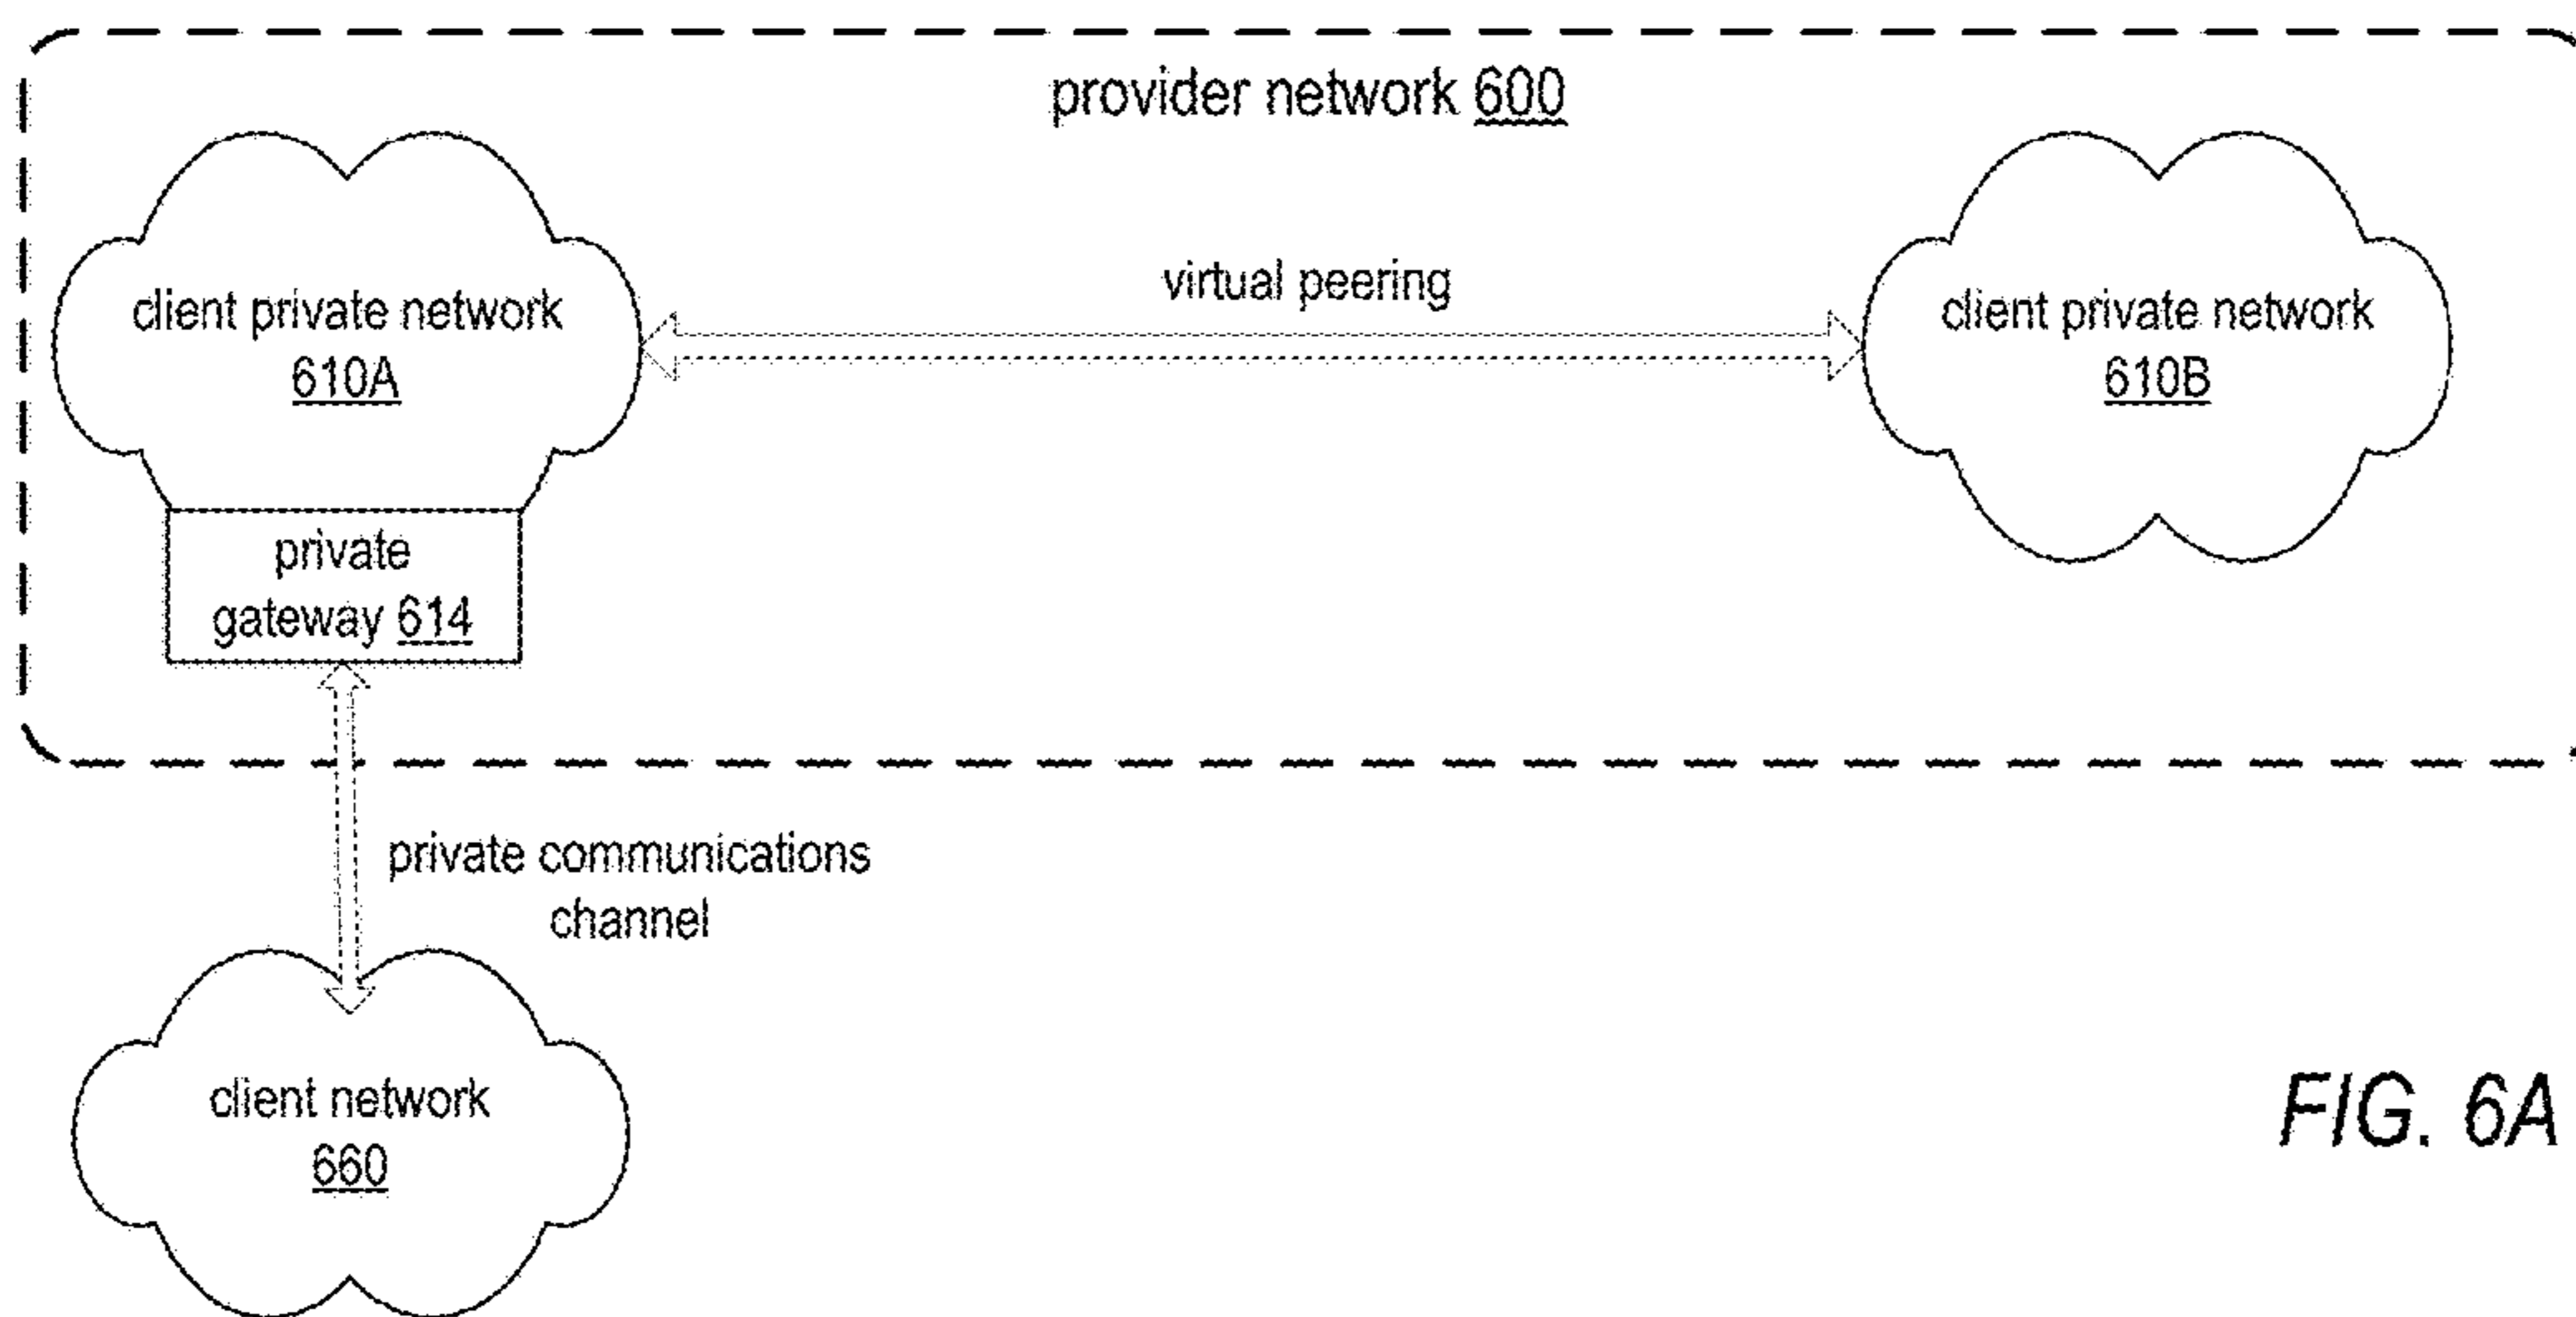 provider network 600
virtual peering
client private network
610A
client private network
610B
private
gateway 614
private communications
channel
client network
660
FIG. 6A